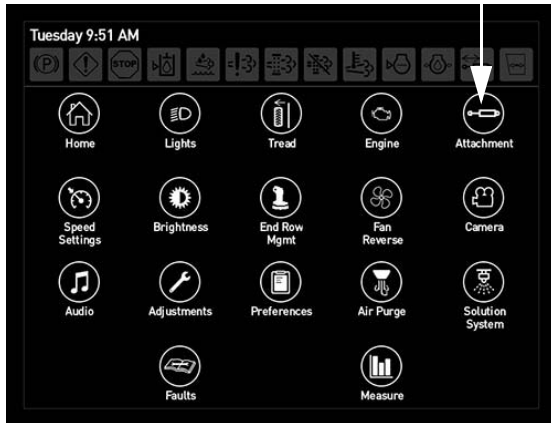 Tuesday 9:51 AM
(P) STOP
Home Lights Tread Engine Attachment
Speed Settings Brightness End Row Mgmt Fan Reverse Camera
Audio Adjustments Preferences Air Purge Solution System
Faults Measure